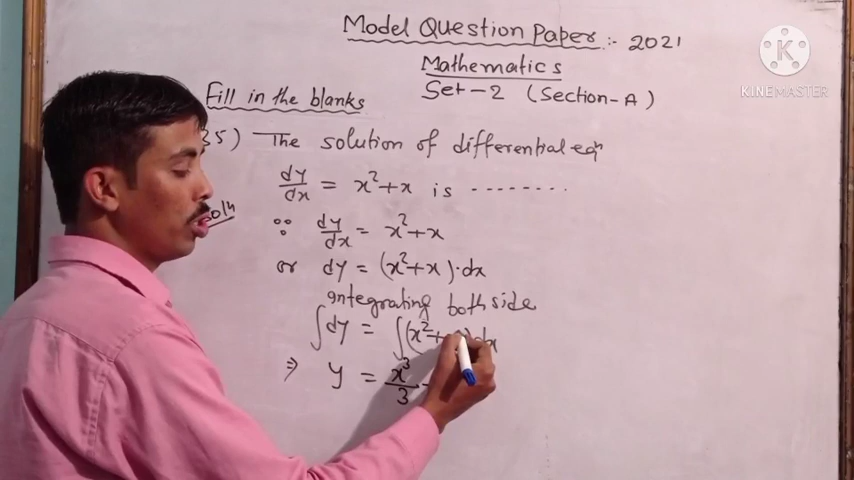 Model Question Paper :- 2021
Mathematics
Set-2 (Section-A)
K
KINEMASTER
Fill in the blanks
35) The solution of differential eqn
dy/dx = x²+x is --------
Soln
∵ dy/dx = x²+x
or dy = (x²+x)·dx
integrating both side
∫dy = ∫(x²+ )dx
⇒ y = x³/3